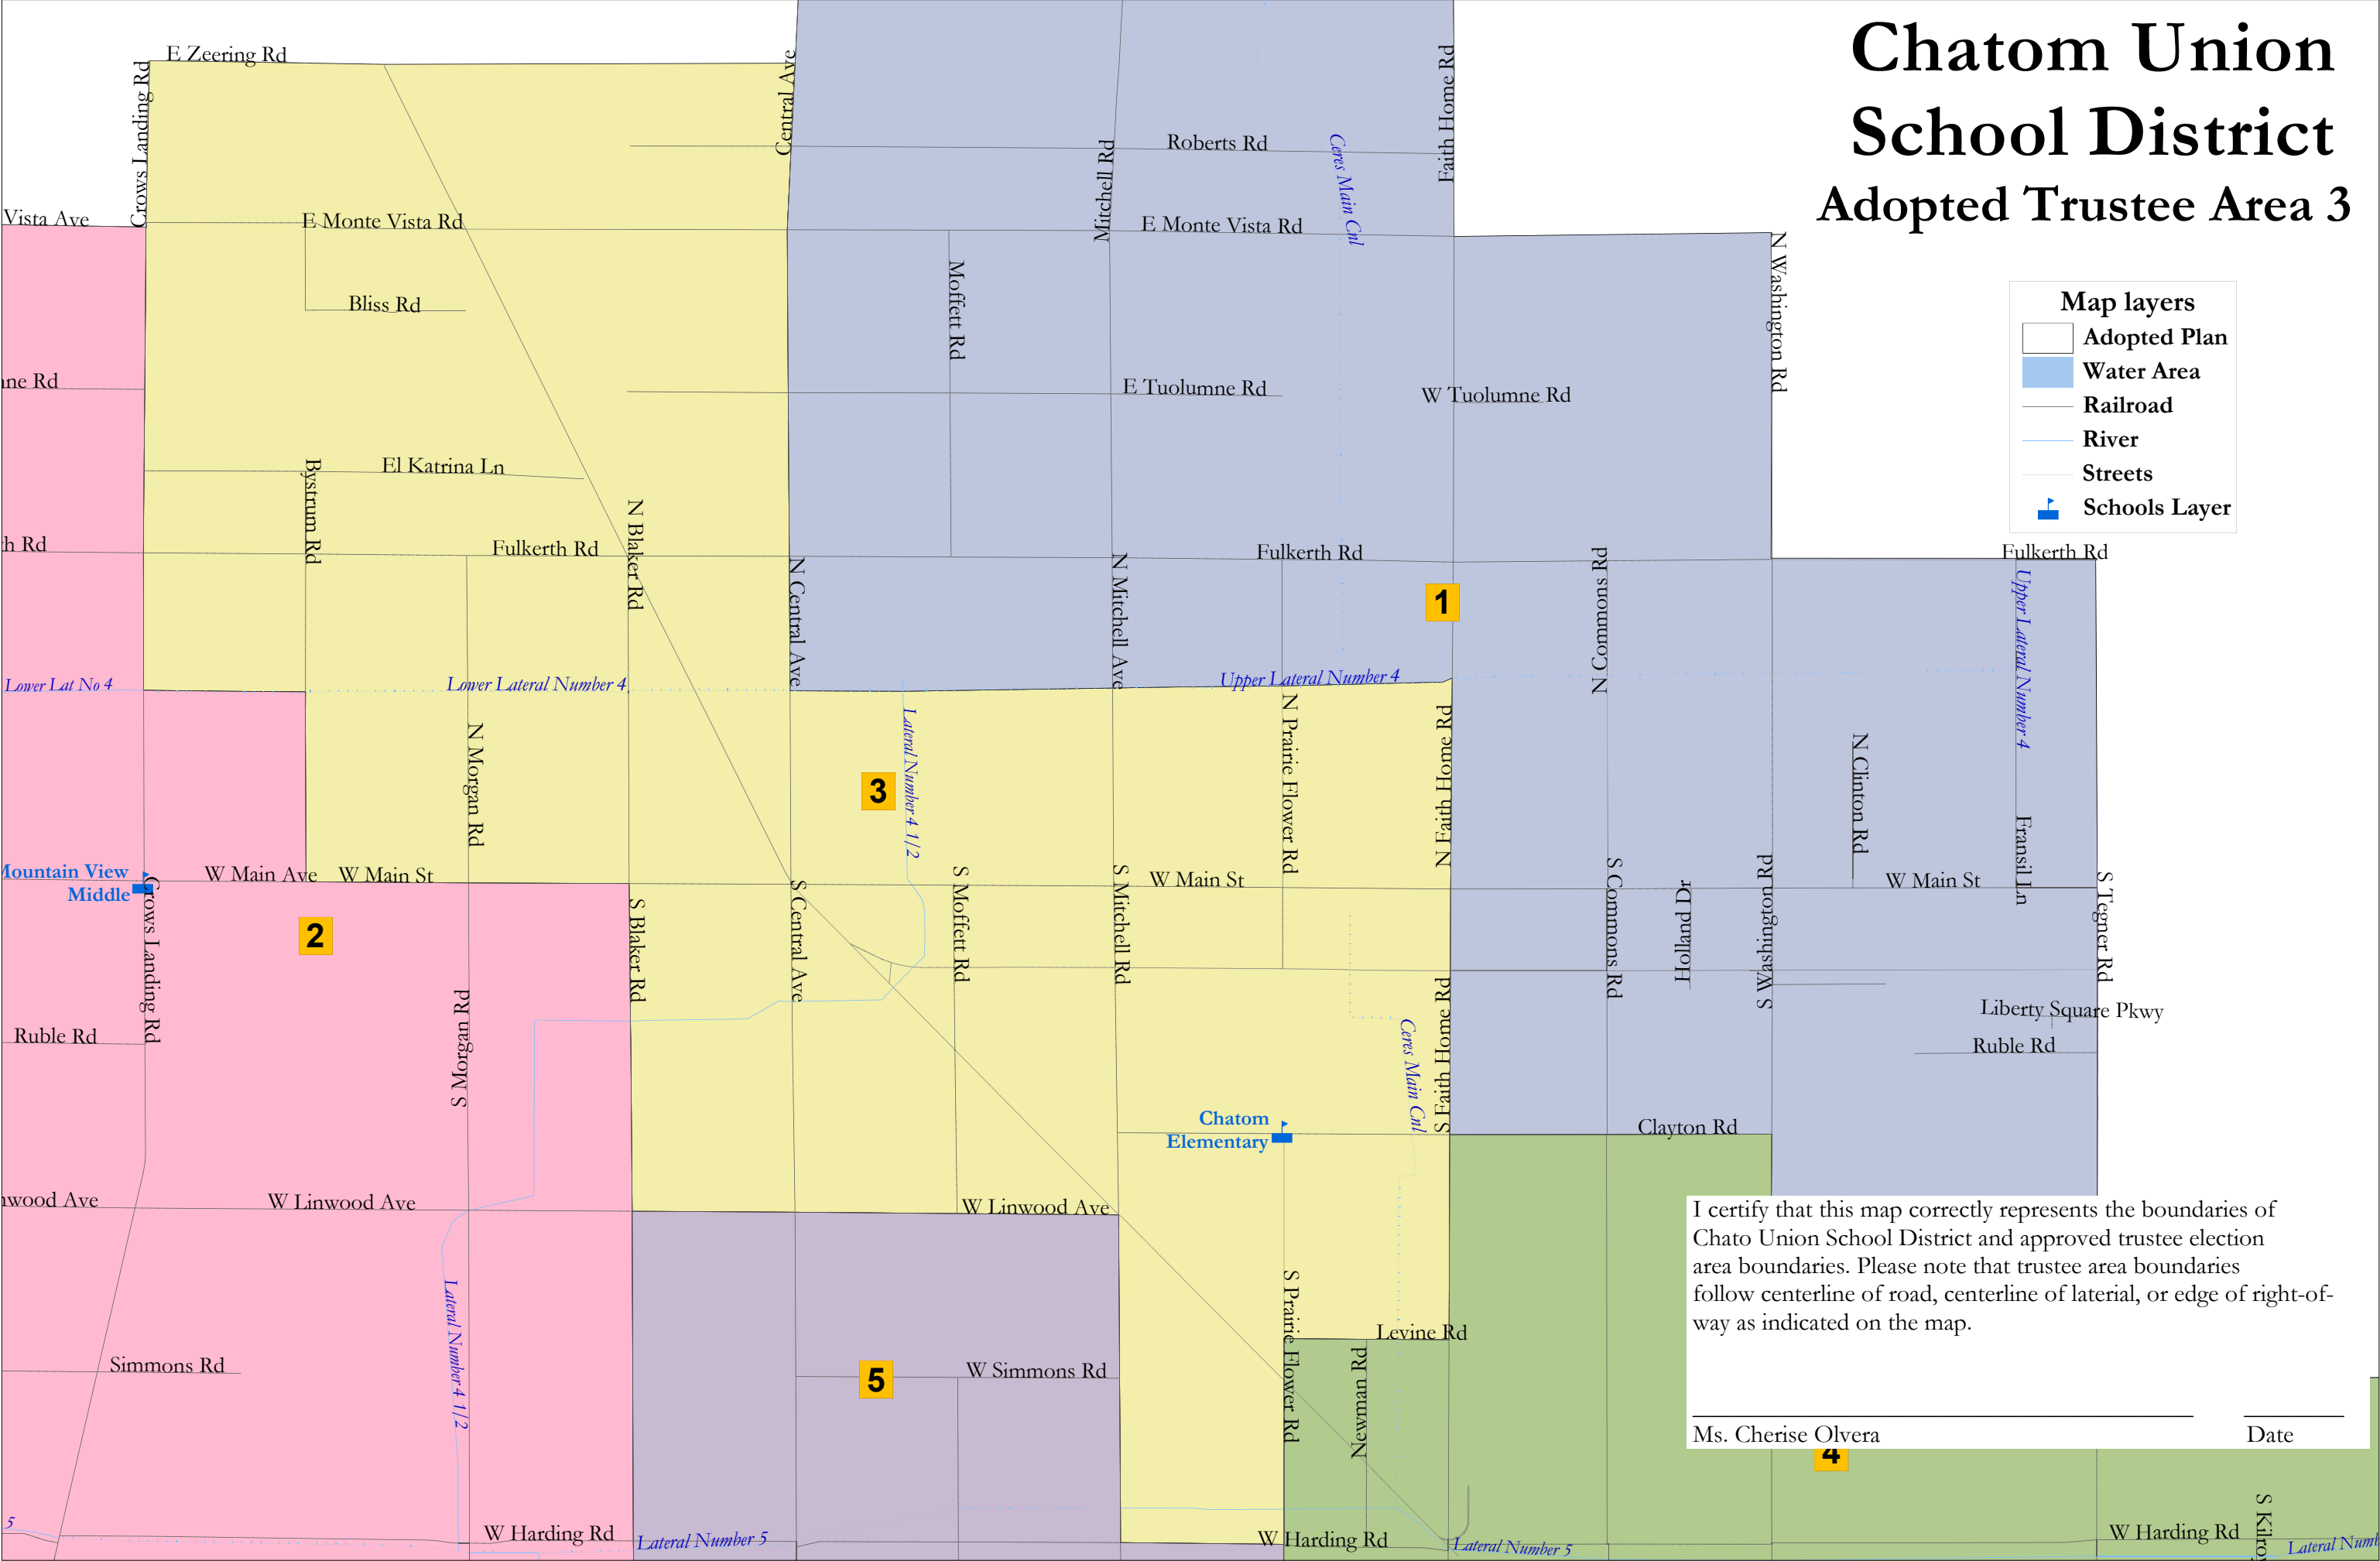 Chatom Union
School District
Adopted Trustee Area 3
Map layers
Adopted Plan
Water Area
Railroad
River
Streets
Schools Layer
E Zeering Rd
Crows Landing Rd
Central Ave
Faith Home Rd
Roberts Rd
Ceres Main Cnl
Mitchell Rd
Vista Ave
E Monte Vista Rd
E Monte Vista Rd
N Washington Rd
Moffett Rd
Bliss Rd
ne Rd
E Tuolumne Rd
W Tuolumne Rd
El Katrina Ln
Bystrum Rd
N Blaker Rd
h Rd
Fulkerth Rd
Fulkerth Rd
Fulkerth Rd
N Central Ave
N Mitchell Ave
N Commons Rd
Upper Lateral Number 4
1
Lower Lat No 4
Lower Lateral Number 4
Upper Lateral Number 4
N Morgan Rd
Lateral Number 4 1/2
N Prairie Flower Rd
N Faith Home Rd
N Clinton Rd
3
Fransil Ln
Mountain View
Middle
W Main Ave
W Main St
W Main St
W Main St
Crows Landing Rd
2
S Blaker Rd
S Central Ave
S Moffett Rd
S Mitchell Rd
S Commons Rd
Holland Dr
S Washington Rd
S Tegner Rd
S Morgan Rd
S Faith Home Rd
Liberty Square Pkwy
Ruble Rd
Ruble Rd
Ceres Main Cnl
Chatom
Elementary
Clayton Rd
nwood Ave
W Linwood Ave
W Linwood Ave
I certify that this map correctly represents the boundaries of
Chato Union School District and approved trustee election
area boundaries. Please note that trustee area boundaries
follow centerline of road, centerline of laterial, or edge of right-of-
way as indicated on the map.
Ms. Cherise Olvera
Date
Lateral Number 4 1/2
S Prairie Flower Rd
Levine Rd
Newman Rd
Simmons Rd
5
W Simmons Rd
4
5
W Harding Rd
Lateral Number 5
W Harding Rd
Lateral Number 5
W Harding Rd
S Kilro
Lateral Num